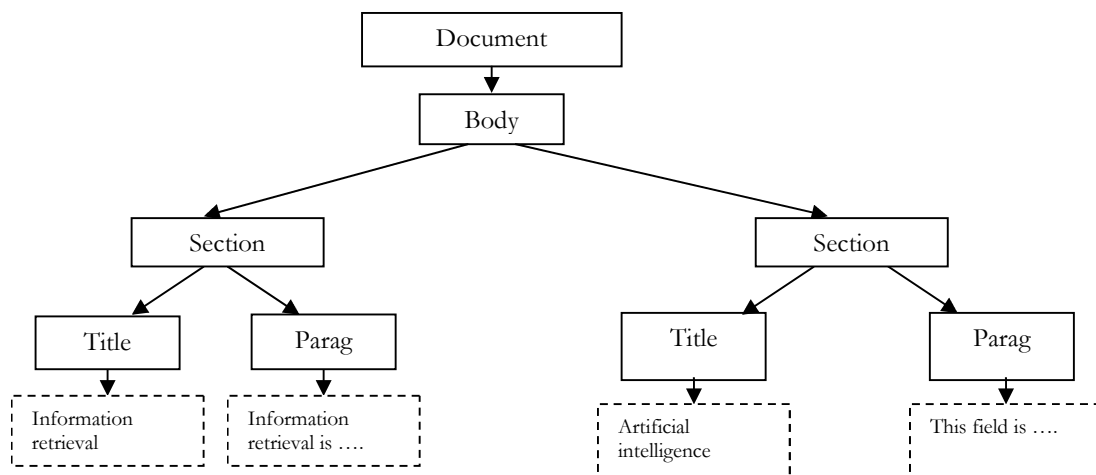 Document
Body
Section
Section
Title
Parag
Title
Parag
Information
retrieval
Information
retrieval is ….
Artificial
intelligence
This field is ….